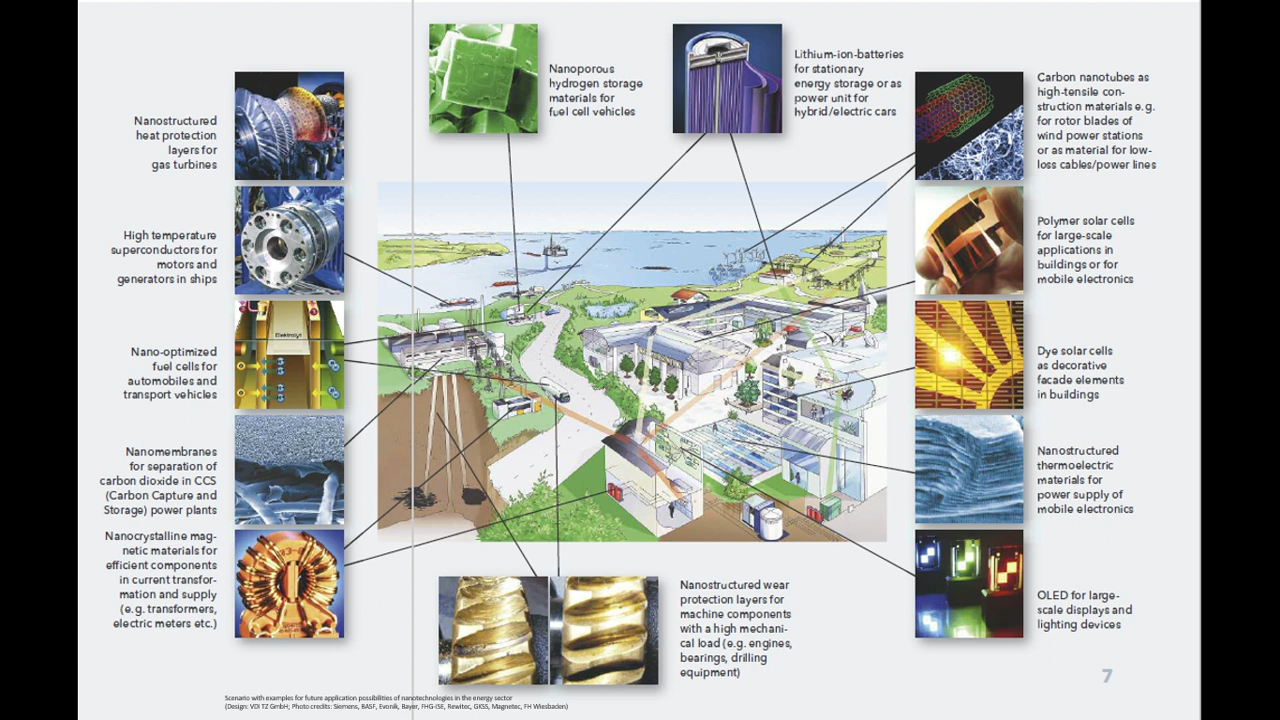 Nanoporous
hydrogen storage
materials for
fuel cell vehicles
Lithium-ion-batteries
for stationary
energy storage or as
power unit for
hybrid/electric cars
Nanostructured
heat protection
layers for
gas turbines
High temperature
superconductors for
motors and
generators in ships
Nano-optimized
fuel cells for
automobiles and
transport vehicles
Elektrolyt
Nanomembranes
for separation of
carbon dioxide in CCS
(Carbon Capture and
Storage) power plants
Nanocrystalline mag-
netic materials for
efficient components
in current transfor-
mation and supply
(e.g. transformers,
electric meters etc.)
Carbon nanotubes as
high-tensile con-
struction materials e.g.
for rotor blades of
wind power stations
or as material for low-
loss cables/power lines
Polymer solar cells
for large-scale
applications in
buildings or for
mobile electronics
Dye solar cells
as decorative
facade elements
in buildings
Nanostructured
thermoelectric
materials for
power supply of
mobile electronics
OLED for large-
scale displays and
lighting devices
Nanostructured wear
protection layers for
machine components
with a high mechani-
cal load (e.g. engines,
bearings, drilling
equipment)
7
Scenario with examples for future application possibilities of nanotechnologies in the energy sector
(Design: VDI TZ GmbH; Photo credits: Siemens, BASF, Evonik, Bayer, FHG-ISE, Rewitec, GKSS, Magnetec, FH Wiesbaden)